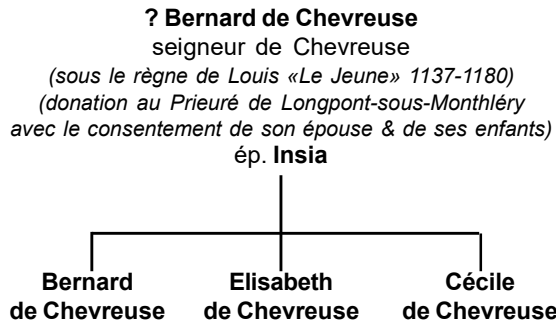 ? Bernard de Chevreuse
seigneur de Chevreuse
(sous le règne de Louis «Le Jeune» 1137-1180)
(donation au Prieuré de Longpont-sous-Monthléry
avec le consentement de son épouse & de ses enfants)
ép. Insia
Bernard
de Chevreuse
Elisabeth
de Chevreuse
Cécile
de Chevreuse